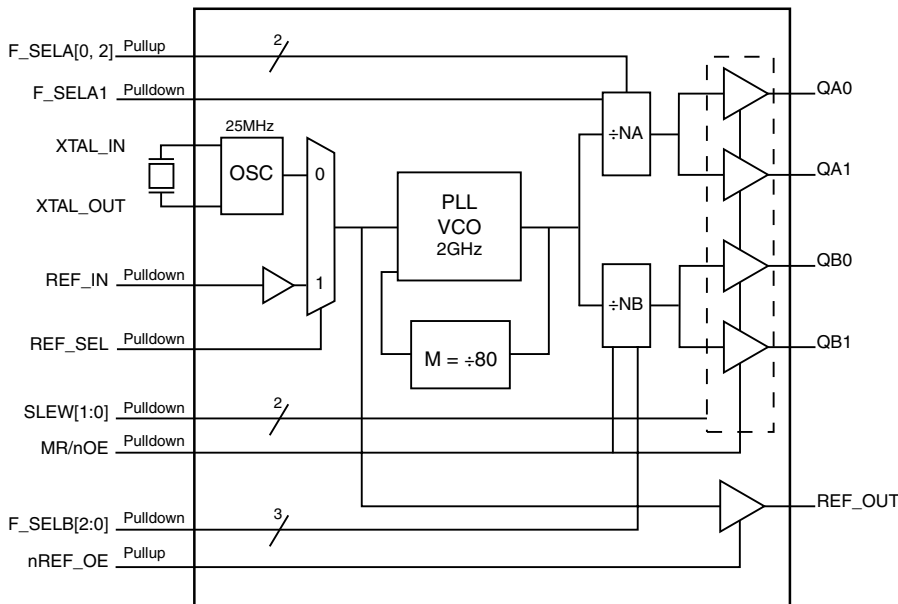 F_SELA[0, 2] Pullup 2
F_SELA1 Pulldown
QA0
÷NA
XTAL_IN
25MHz
OSC
0
XTAL_OUT
QA1
PLL
VCO
2GHz
REF_IN Pulldown
1
QB0
÷NB
REF_SEL Pulldown
M = ÷80
QB1
SLEW[1:0] Pulldown 2
MR/nOE Pulldown
REF_OUT
F_SELB[2:0] Pulldown 3
nREF_OE Pullup